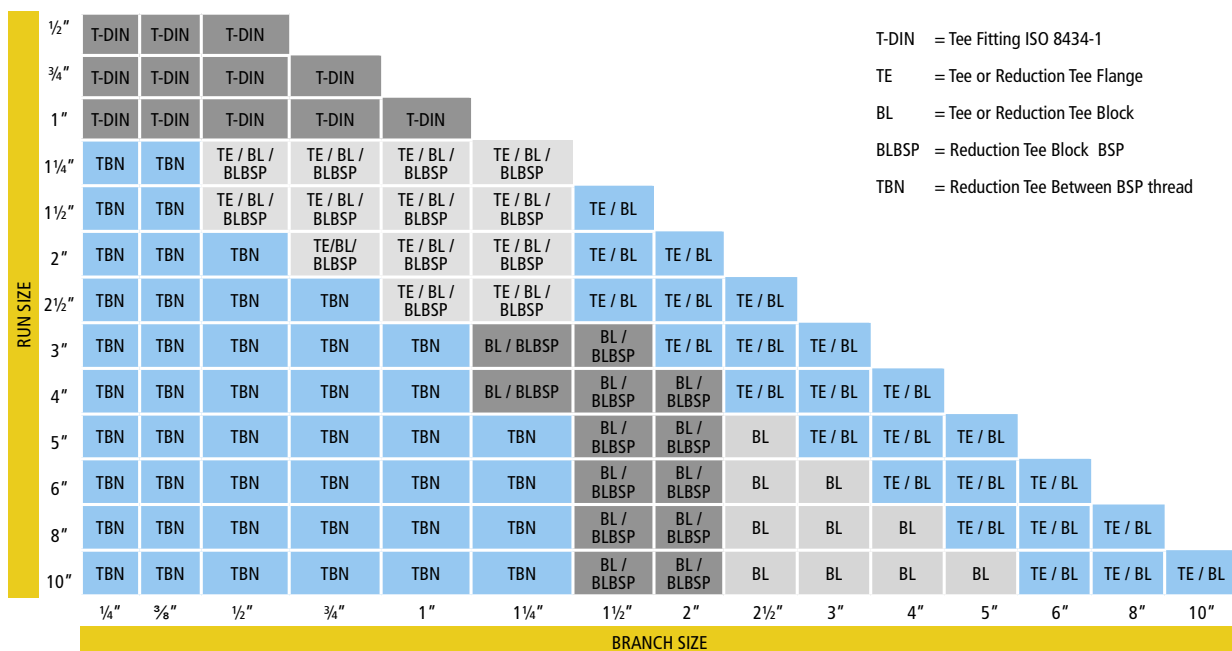 ½" T-DIN T-DIN T-DIN
¾" T-DIN T-DIN T-DIN T-DIN
1" T-DIN T-DIN T-DIN T-DIN T-DIN
1¼" TBN TBN TE / BL / BLBSP TE / BL / BLBSP TE / BL / BLBSP TE / BL / BLBSP
1½" TBN TBN TE / BL / BLBSP TE / BL / BLBSP TE / BL / BLBSP TE / BL / BLBSP TE / BL
2" TBN TBN TBN TE/BL/ BLBSP TE / BL / BLBSP TE / BL / BLBSP TE / BL TE / BL
2½" TBN TBN TBN TBN TE / BL / BLBSP TE / BL / BLBSP TE / BL TE / BL TE / BL
3" TBN TBN TBN TBN TBN BL / BLBSP BL / BLBSP TE / BL TE / BL TE / BL
4" TBN TBN TBN TBN TBN BL / BLBSP BL / BLBSP BL / BLBSP TE / BL TE / BL TE / BL
5" TBN TBN TBN TBN TBN TBN BL / BLBSP BL / BLBSP BL TE / BL TE / BL TE / BL
6" TBN TBN TBN TBN TBN TBN BL / BLBSP BL / BLBSP BL BL TE / BL TE / BL TE / BL
8" TBN TBN TBN TBN TBN TBN BL / BLBSP BL / BLBSP BL BL BL TE / BL TE / BL TE / BL
10" TBN TBN TBN TBN TBN TBN BL / BLBSP BL / BLBSP BL BL BL BL TE / BL TE / BL TE / BL
¼" ⅜" ½" ¾" 1" 1¼" 1½" 2" 2½" 3" 4" 5" 6" 8" 10"
RUN SIZE
BRANCH SIZE
T-DIN = Tee Fitting ISO 8434-1
TE = Tee or Reduction Tee Flange
BL = Tee or Reduction Tee Block
BLBSP = Reduction Tee Block BSP
TBN = Reduction Tee Between BSP thread